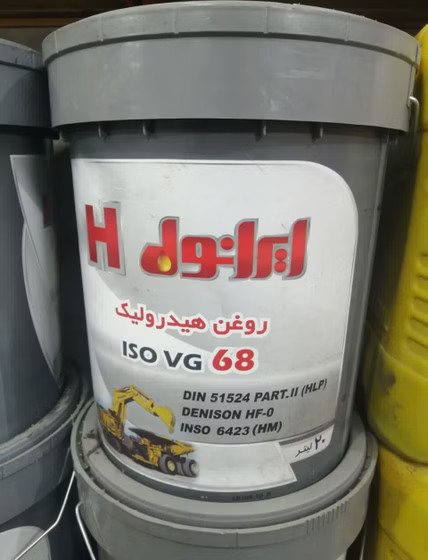 ایرانول H
روغن هیدرولیک
ISO VG 68
DIN 51524 PART.II (HLP)
DENISON HF-0
INSO 6423 (HM)
۲۰ لیتر